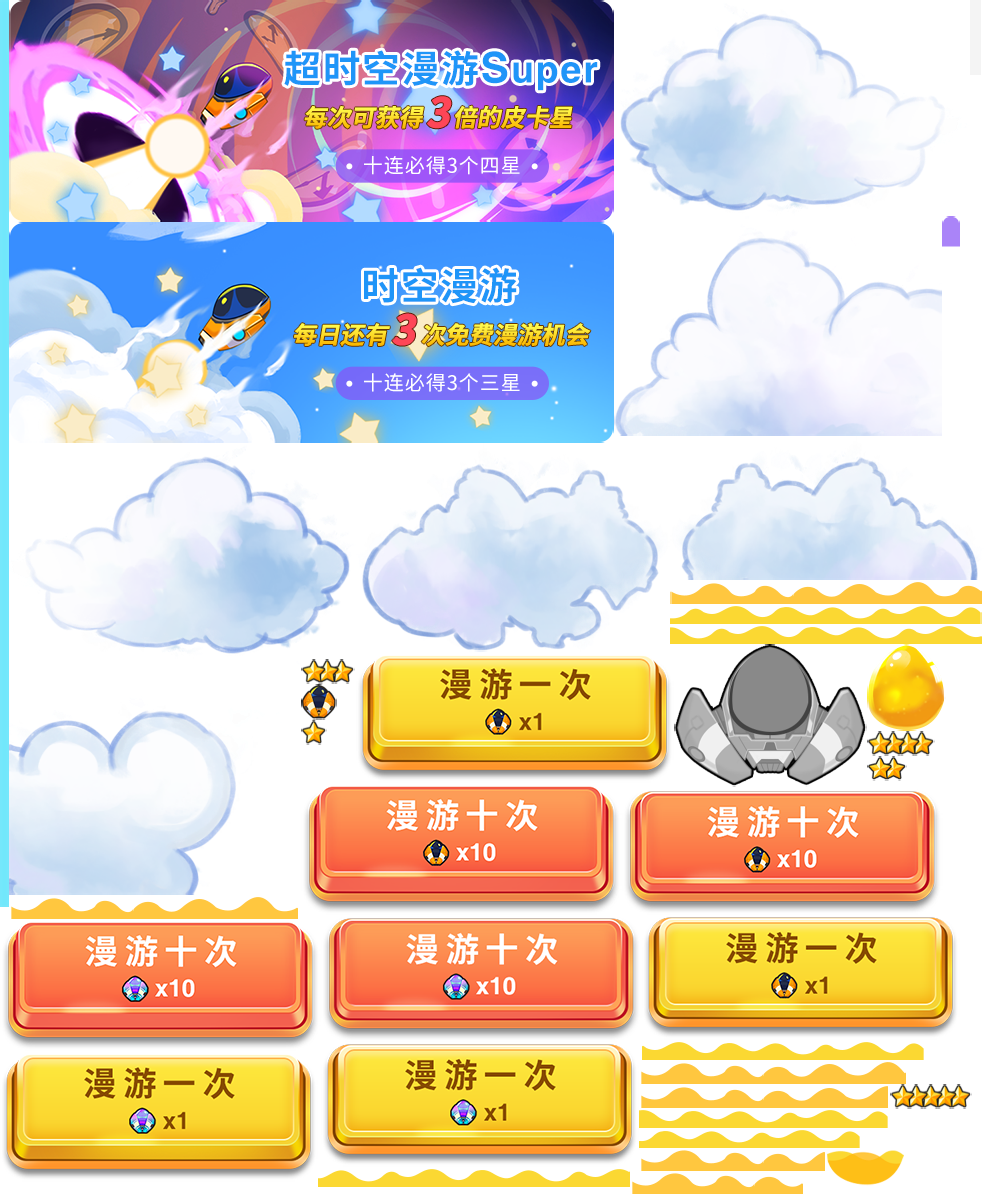 超时空漫游Super
每次可获得3倍的皮卡星
• 十连必得3个四星 •
时空漫游
每日还有3次免费漫游机会
• 十连必得3个三星 •
漫游一次
x1
漫游十次
x10
漫游十次
x10
漫游十次
x10
漫游十次
x10
漫游一次
x1
漫游一次
x1
漫游一次
x1